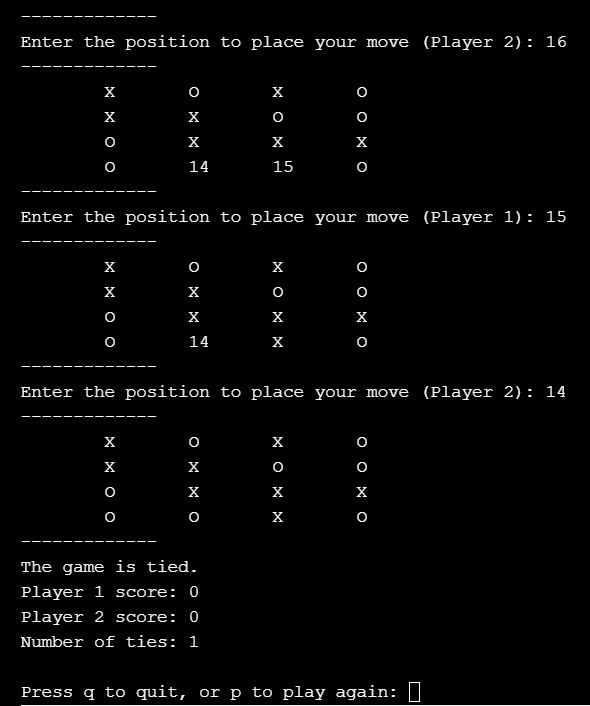 -------------
Enter the position to place your move (Player 2): 16
-------------
x o x o
x x o o
o x x x
o 14 15 o
-------------
Enter the position to place your move (Player 1): 15
-------------
x o x o
x x o o
o x x x
o 14 x o
-------------
Enter the position to place your move (Player 2): 14
-------------
x o x o
x x o o
o x x x
o o x o
-------------
The game is tied.
Player 1 score: 0
Player 2 score: 0
Number of ties: 1
Press q to quit, or p to play again: